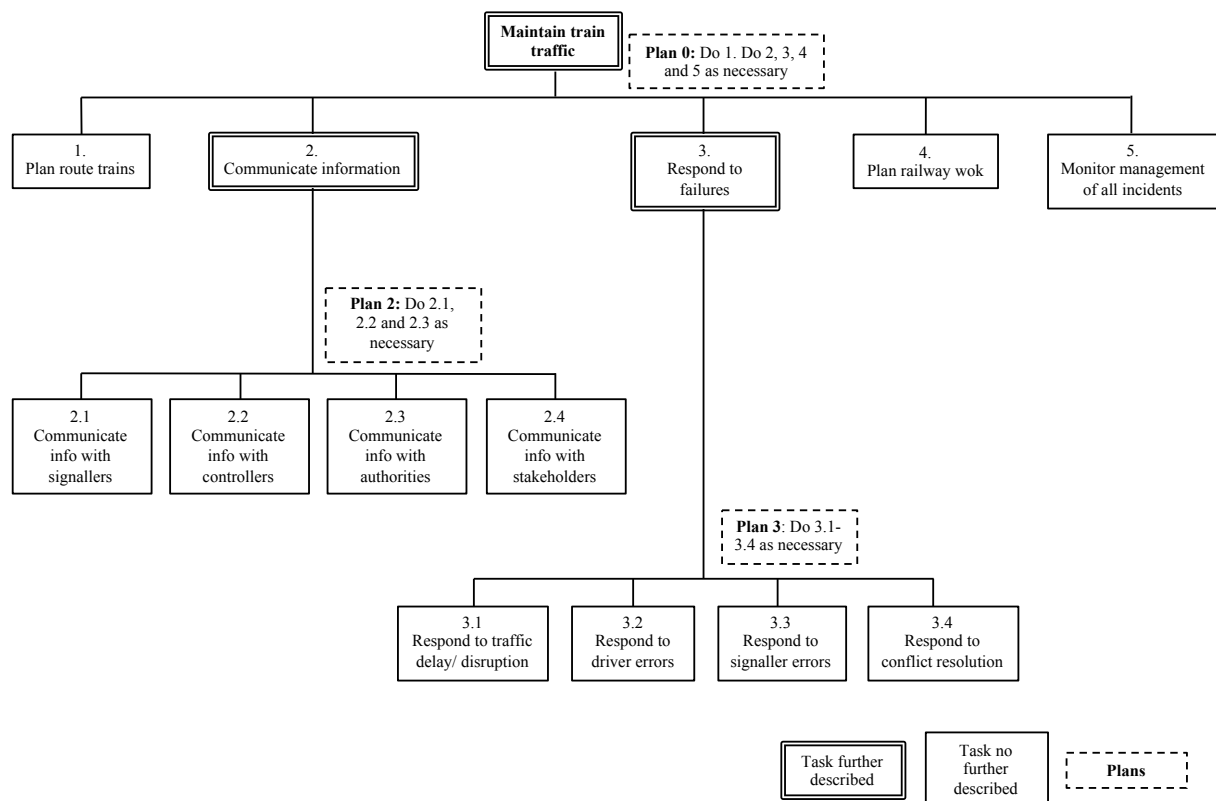 Maintain train
traffic
Plan 0: Do 1. Do 2, 3, 4
and 5 as necessary
1.
Plan route trains
2.
Communicate information
3.
Respond to
failures
4.
Plan railway wok
5.
Monitor management
of all incidents
Plan 2: Do 2.1,
2.2 and 2.3 as
necessary
2.1
Communicate
info with
signallers
2.2
Communicate
info with
controllers
2.3
Communicate
info with
authorities
2.4
Communicate
info with
stakeholders
Plan 3: Do 3.1-
3.4 as necessary
3.1
Respond to traffic
delay/ disruption
3.2
Respond to
driver errors
3.3
Respond to
signaller errors
3.4
Respond to
conflict resolution
Task further
described
Task no
further
described
Plans